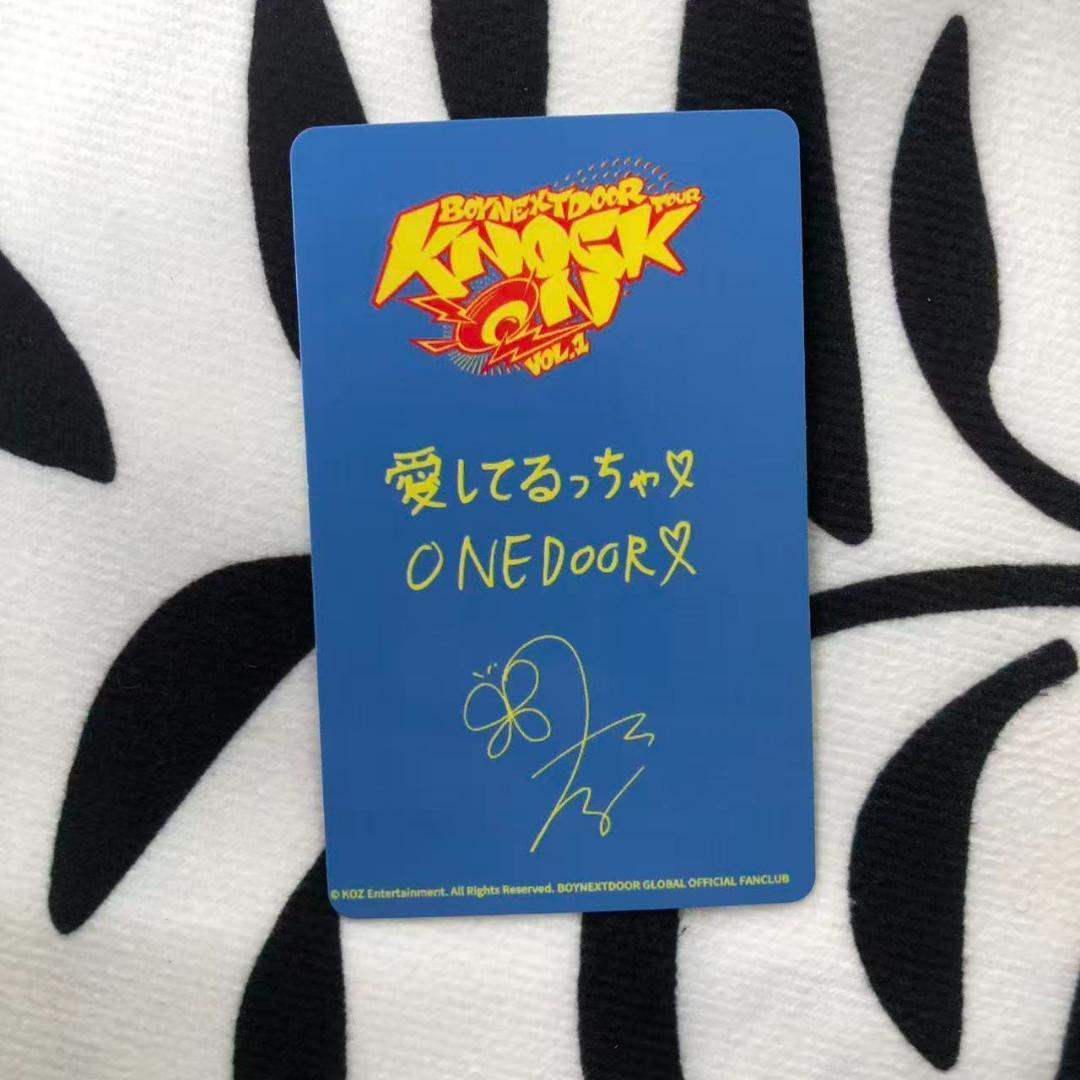 BOYNEXTDOOR TOUR
KNOCK
ON
VOL.1
愛してるっちゃ♡
ONEDOOR♡
© KOZ Entertainment. All Rights Reserved. BOYNEXTDOOR GLOBAL OFFICIAL FANCLUB